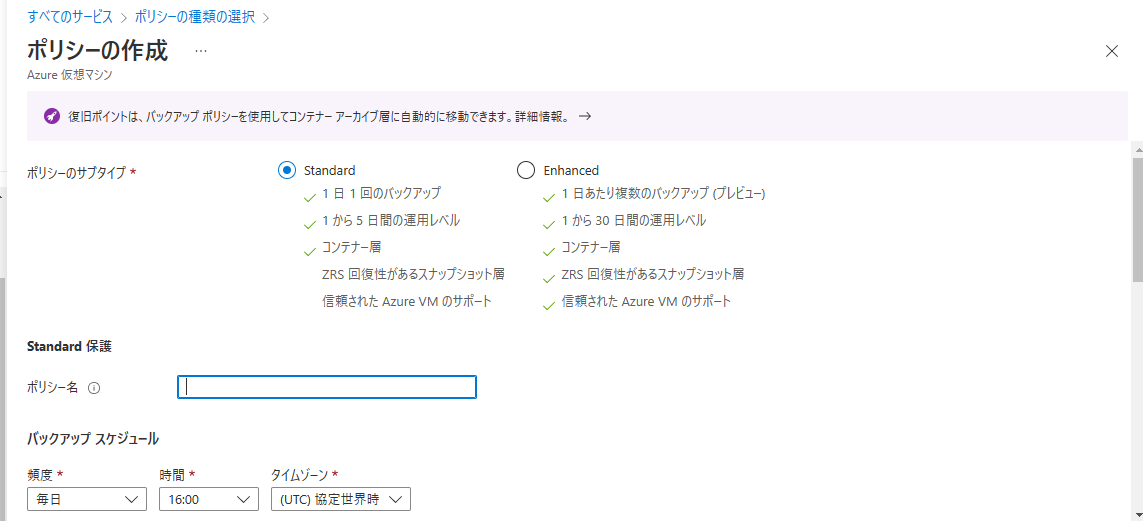 すべてのサービス > ポリシーの種類の選択 >
ポリシーの作成 …
Azure 仮想マシン
復旧ポイントは、バックアップ ポリシーを使用してコンテナー アーカイブ層に自動的に移動できます。詳細情報。 →
ポリシーのサブタイプ * Standard Enhanced
1 日 1 回のバックアップ 1 日あたり複数のバックアップ (プレビュー)
1 から 5 日間の運用レベル 1 から 30 日間の運用レベル
コンテナー層 コンテナー層
ZRS 回復性があるスナップショット層 ZRS 回復性があるスナップショット層
信頼された Azure VM のサポート 信頼された Azure VM のサポート
Standard 保護
ポリシー名
バックアップ スケジュール
頻度 * 時間 * タイムゾーン *
毎日 16:00 (UTC) 協定世界時